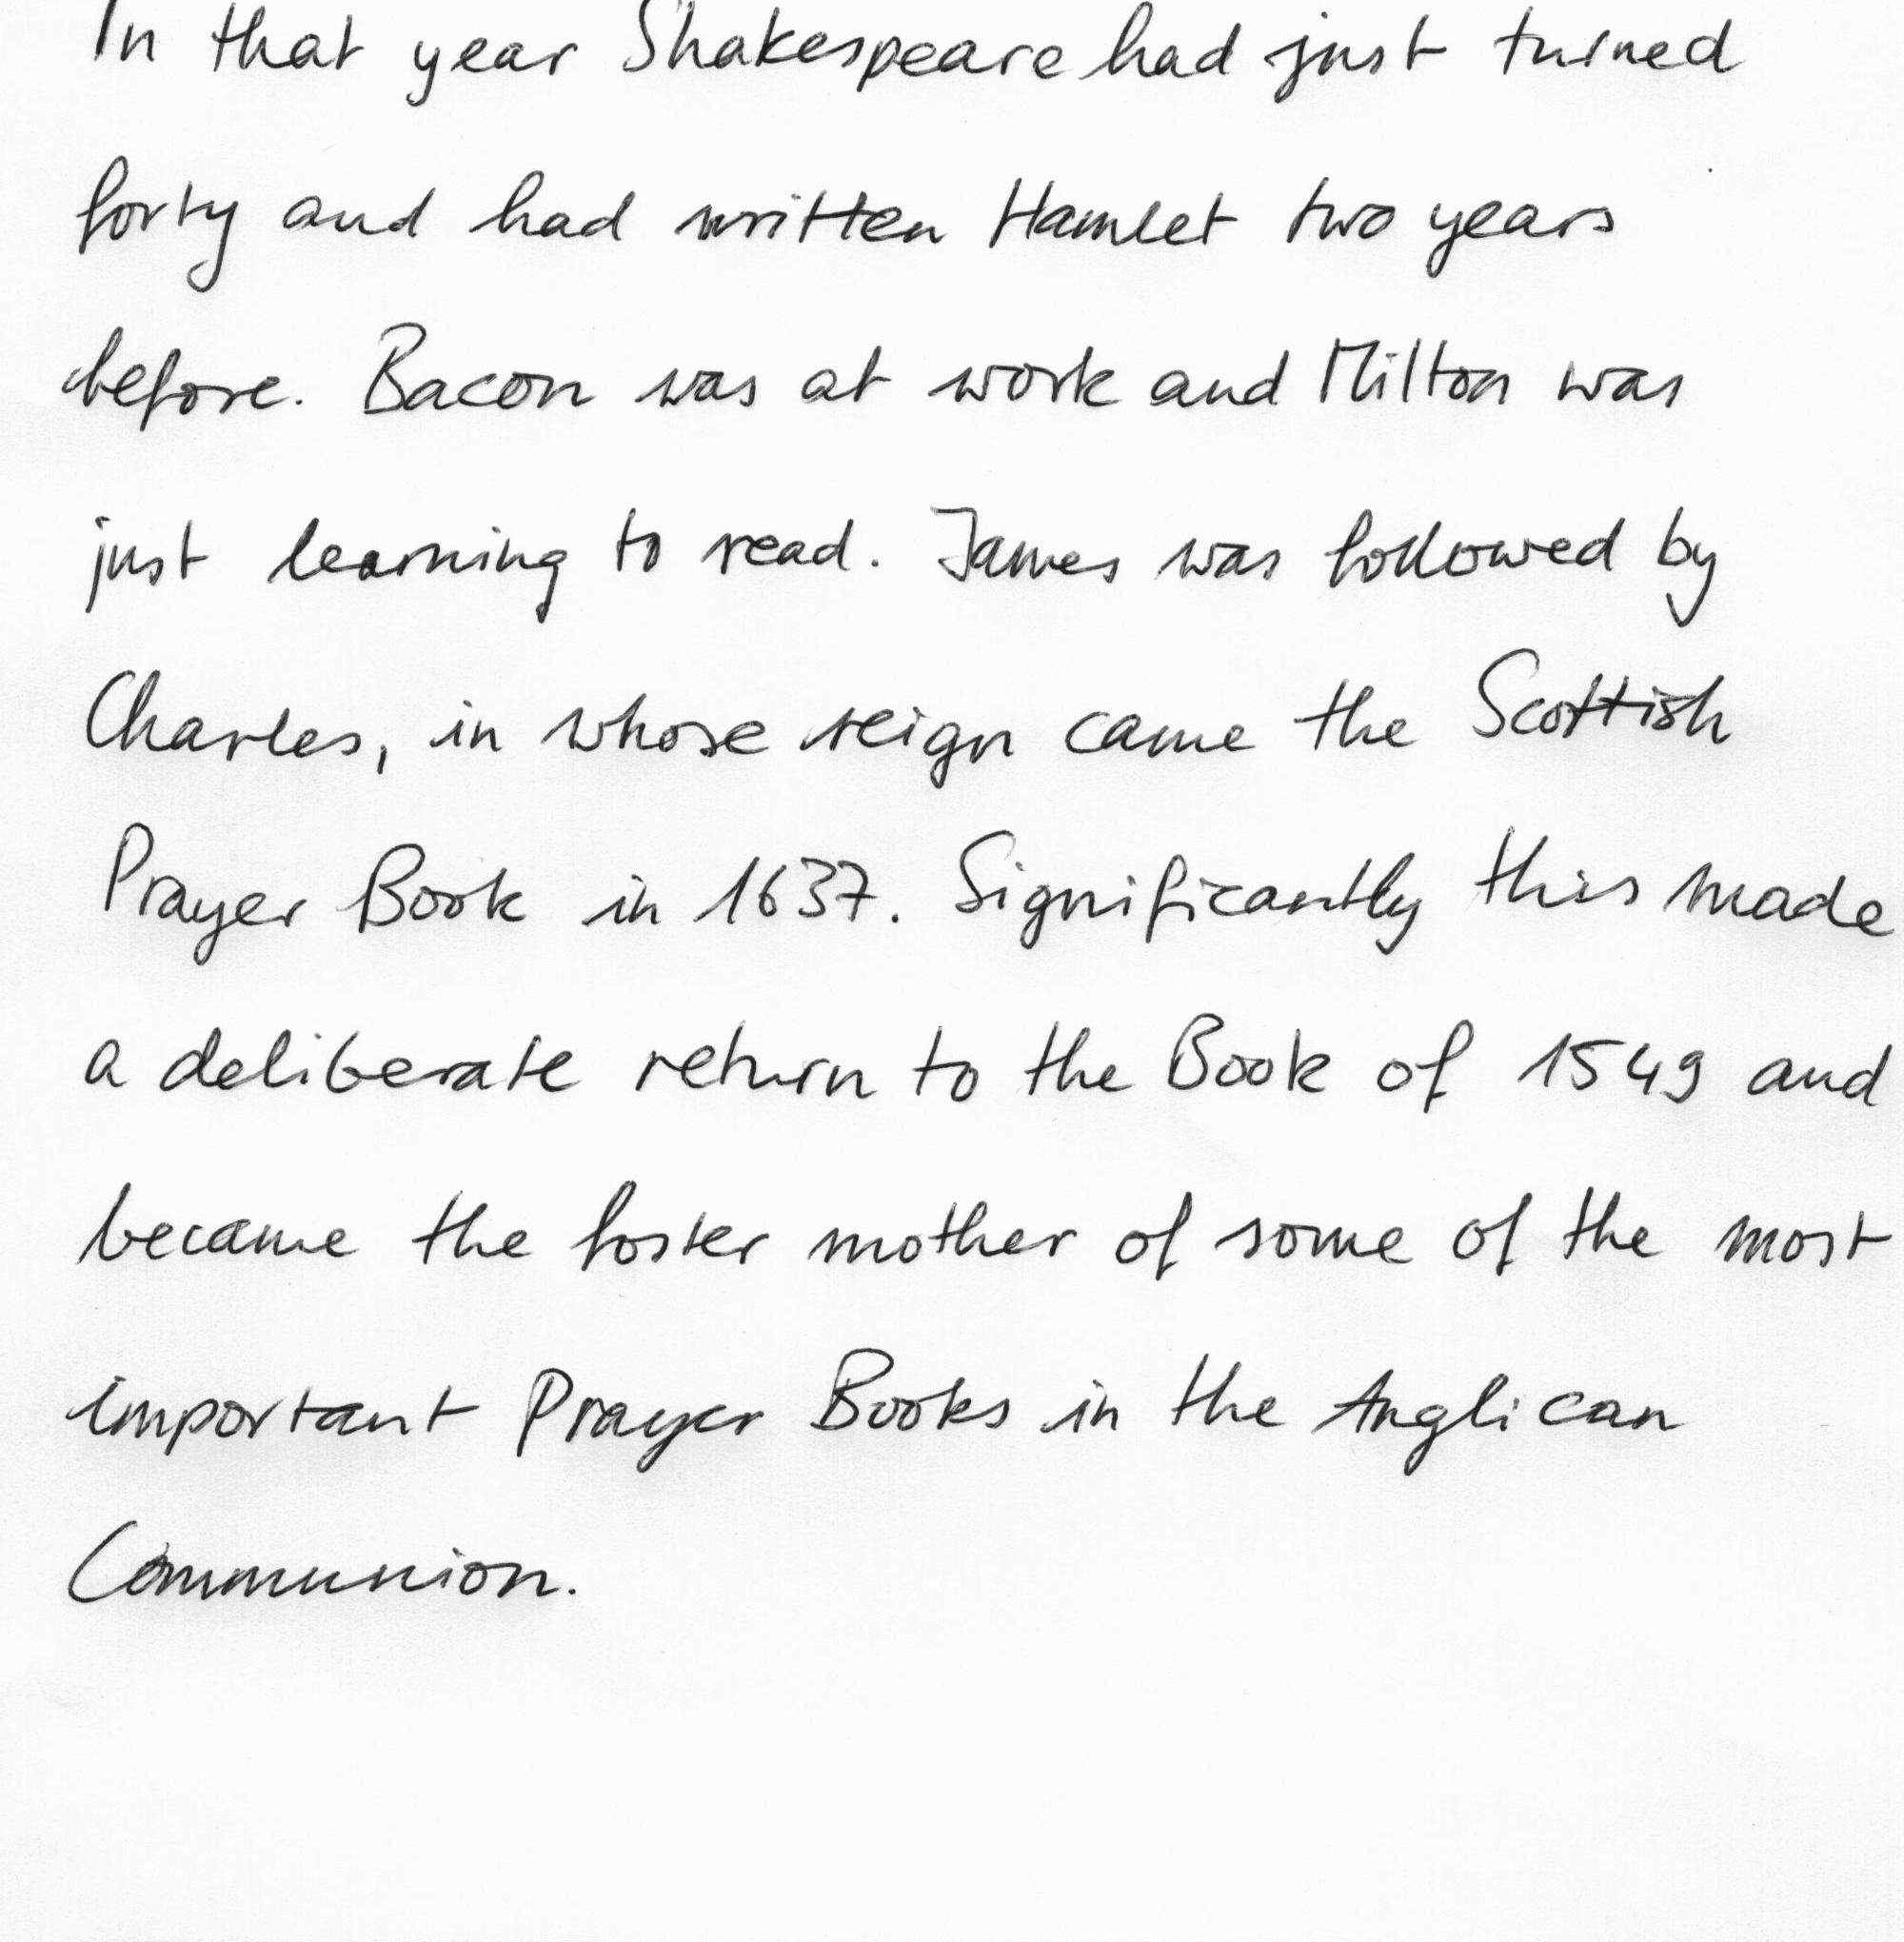 In that year Shakespeare had just turned
forty and had written Hamlet two years
before. Bacon was at work and Milton was
just learning to read. James was followed by
Charles, in whose reign came the Scottish
Prayer Book in 1637. Significantly this made
a deliberate return to the Book of 1549 and
became the foster mother of some of the most
important Prayer Books in the Anglican
Communion.